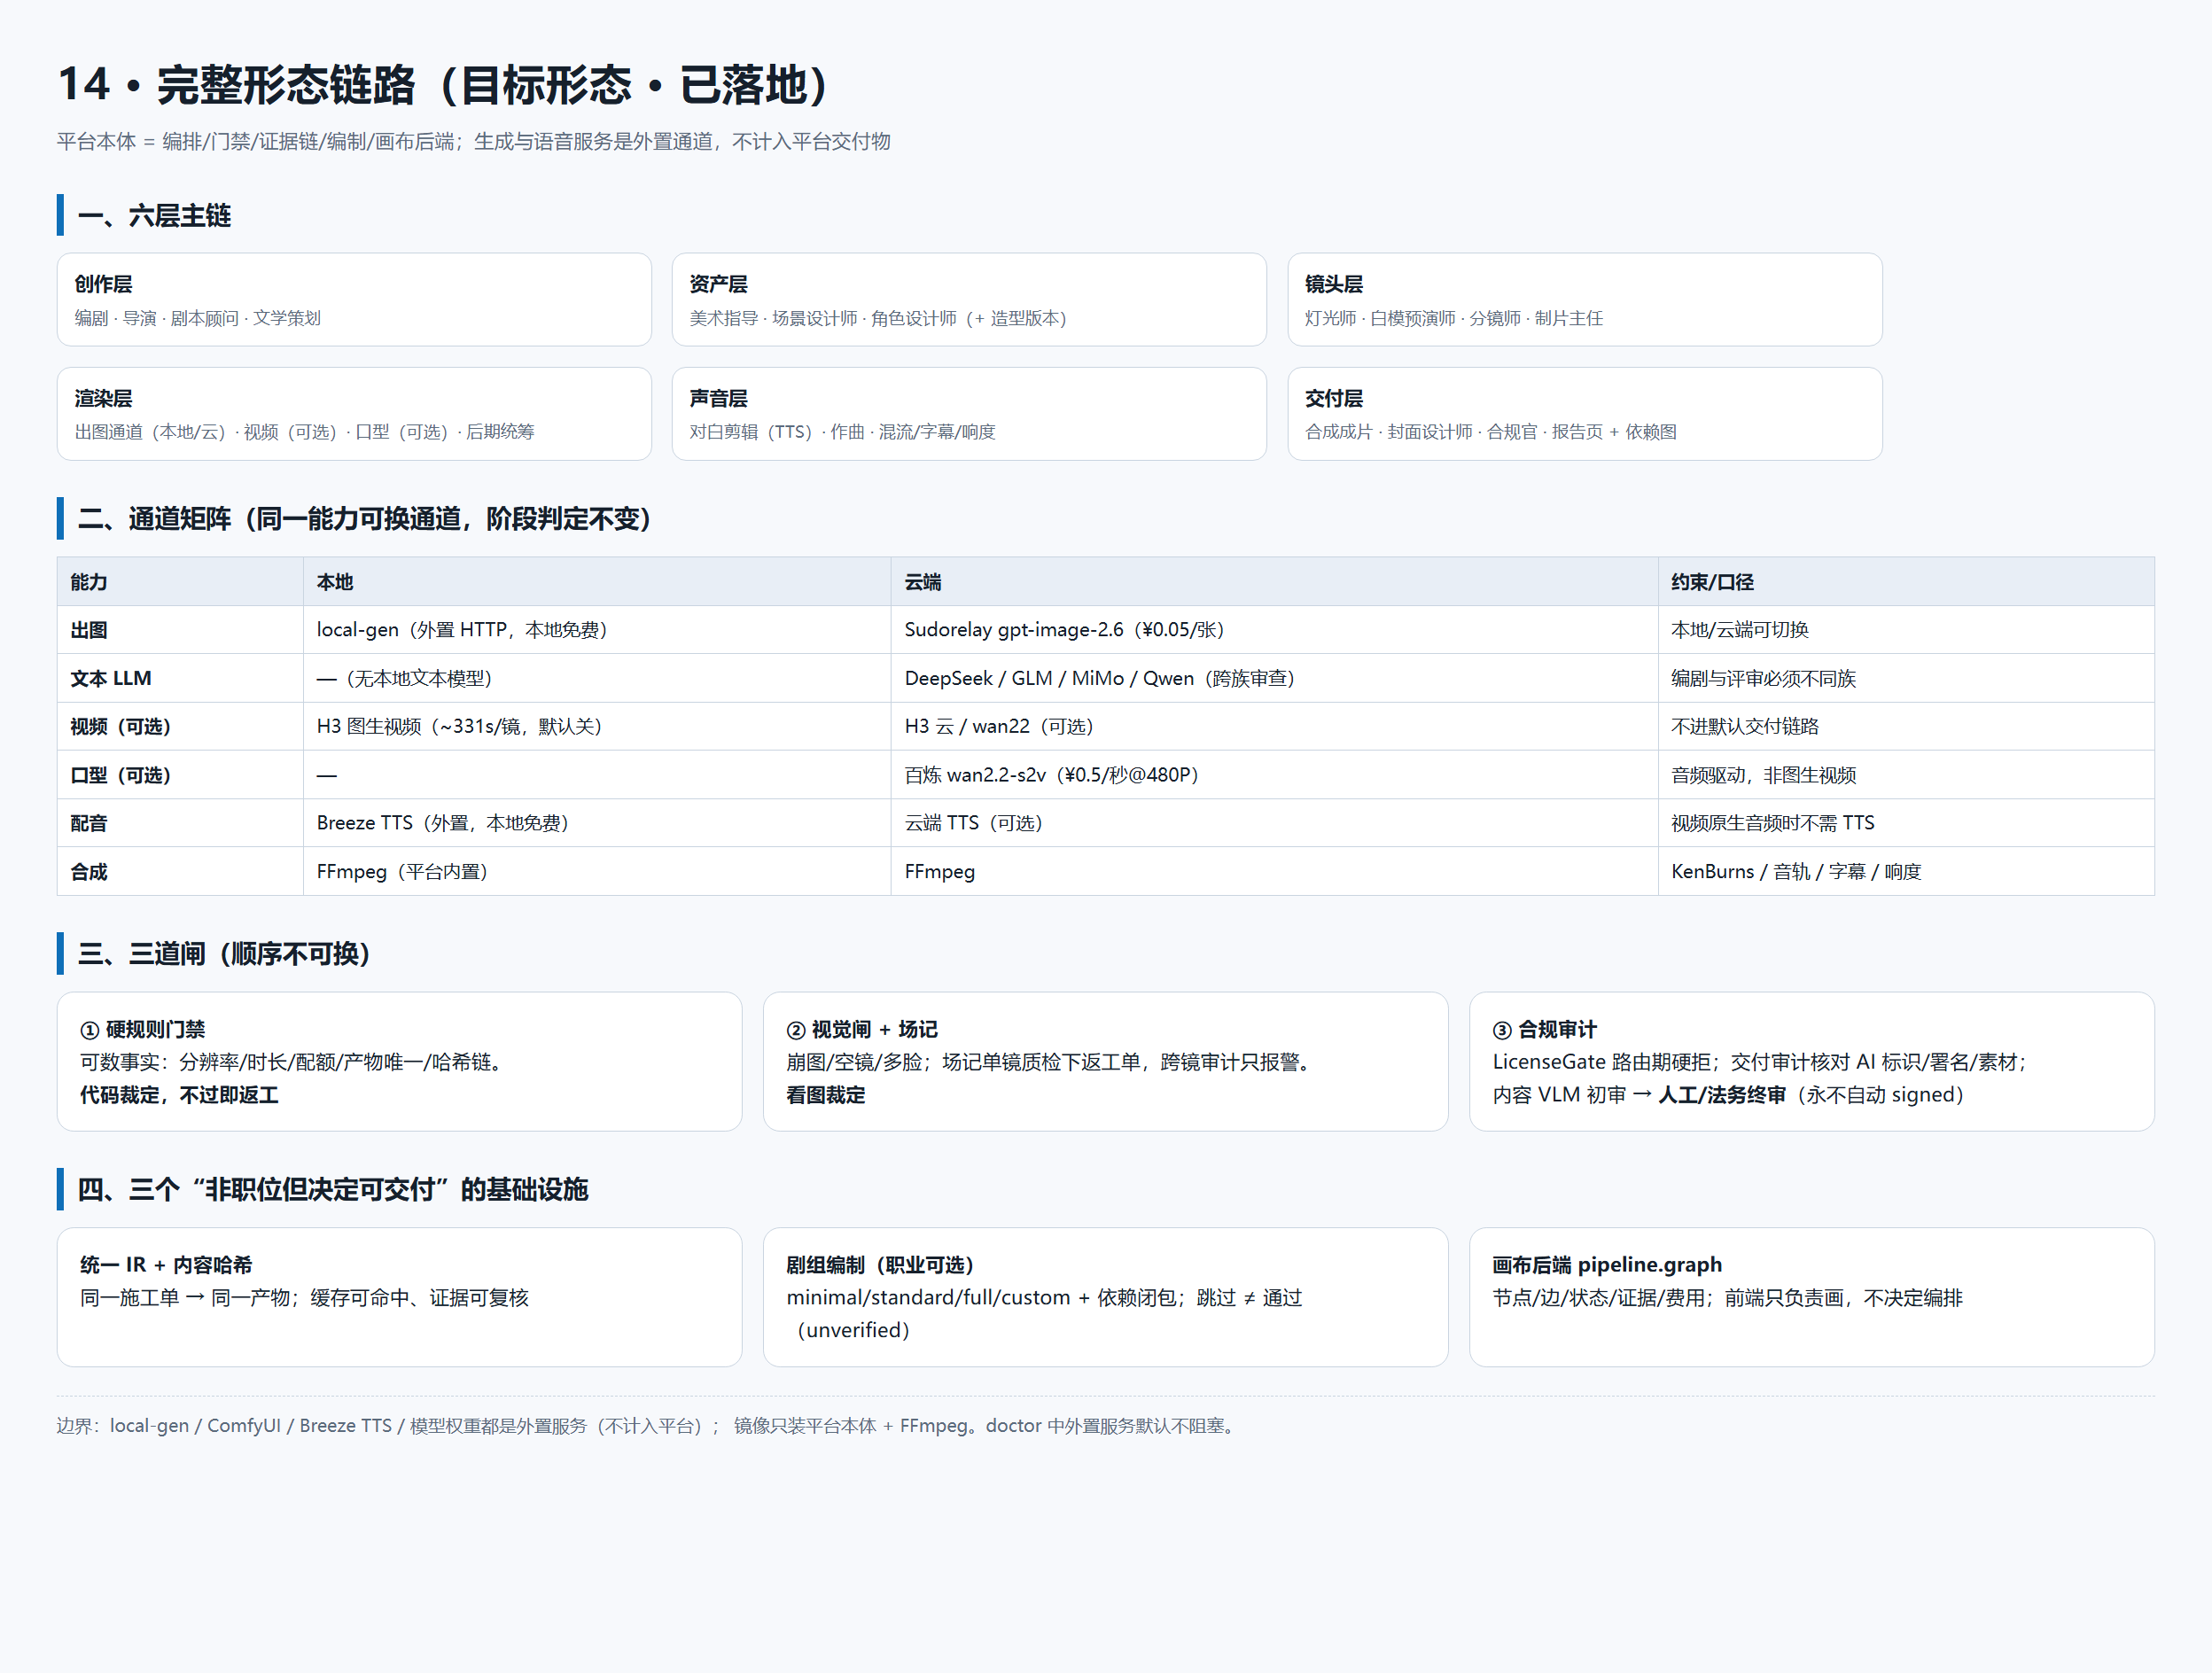 14 · 完整形态链路（目标形态 · 已落地）
平台本体 = 编排/门禁/证据链/编制/画布后端；生成与语音服务是外置通道，不计入平台交付物
一、六层主链
创作层
编剧 · 导演 · 剧本顾问 · 文学策划
资产层
美术指导 · 场景设计师 · 角色设计师（+ 造型版本）
镜头层
灯光师 · 白模预演师 · 分镜师 · 制片主任
渲染层
出图通道（本地/云）· 视频（可选）· 口型（可选）· 后期统筹
声音层
对白剪辑（TTS）· 作曲 · 混流/字幕/响度
交付层
合成成片 · 封面设计师 · 合规官 · 报告页 + 依赖图
二、通道矩阵（同一能力可换通道，阶段判定不变）
能力 本地 云端 约束/口径
出图 local-gen（外置 HTTP，本地免费） Sudorelay gpt-image-2.6（¥0.05/张） 本地/云端可切换
文本 LLM —（无本地文本模型） DeepSeek / GLM / MiMo / Qwen（跨族审查） 编剧与评审必须不同族
视频（可选） H3 图生视频（~331s/镜，默认关） H3 云 / wan22（可选） 不进默认交付链路
口型（可选） — 百炼 wan2.2-s2v（¥0.5/秒@480P） 音频驱动，非图生视频
配音 Breeze TTS（外置，本地免费） 云端 TTS（可选） 视频原生音频时不需 TTS
合成 FFmpeg（平台内置） FFmpeg KenBurns / 音轨 / 字幕 / 响度
三、三道闸（顺序不可换）
① 硬规则门禁
可数事实：分辨率/时长/配额/产物唯一/哈希链。
代码裁定，不过即返工
② 视觉闸 + 场记
崩图/空镜/多脸；场记单镜质检下返工单，跨镜审计只报警。
看图裁定
③ 合规审计
LicenseGate 路由期硬拒；交付审计核对 AI 标识/署名/素材；
内容 VLM 初审 → 人工/法务终审（永不自动 signed）
四、三个“非职位但决定可交付”的基础设施
统一 IR + 内容哈希
同一施工单 → 同一产物；缓存可命中、证据可复核
剧组编制（职业可选）
minimal/standard/full/custom + 依赖闭包；跳过 ≠ 通过
（unverified）
画布后端 pipeline.graph
节点/边/状态/证据/费用；前端只负责画，不决定编排
边界：local-gen / ComfyUI / Breeze TTS / 模型权重都是外置服务（不计入平台）； 镜像只装平台本体 + FFmpeg。doctor 中外置服务默认不阻塞。